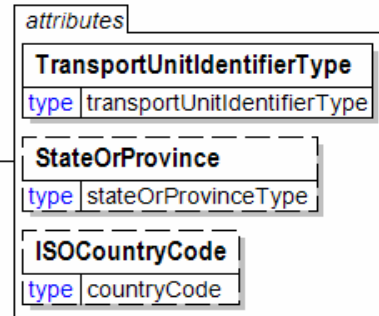 attributes
TransportUnitIdentifierType
type transportUnitIdentifierType
StateOrProvince
type stateOrProvinceType
ISOCountryCode
type countryCode